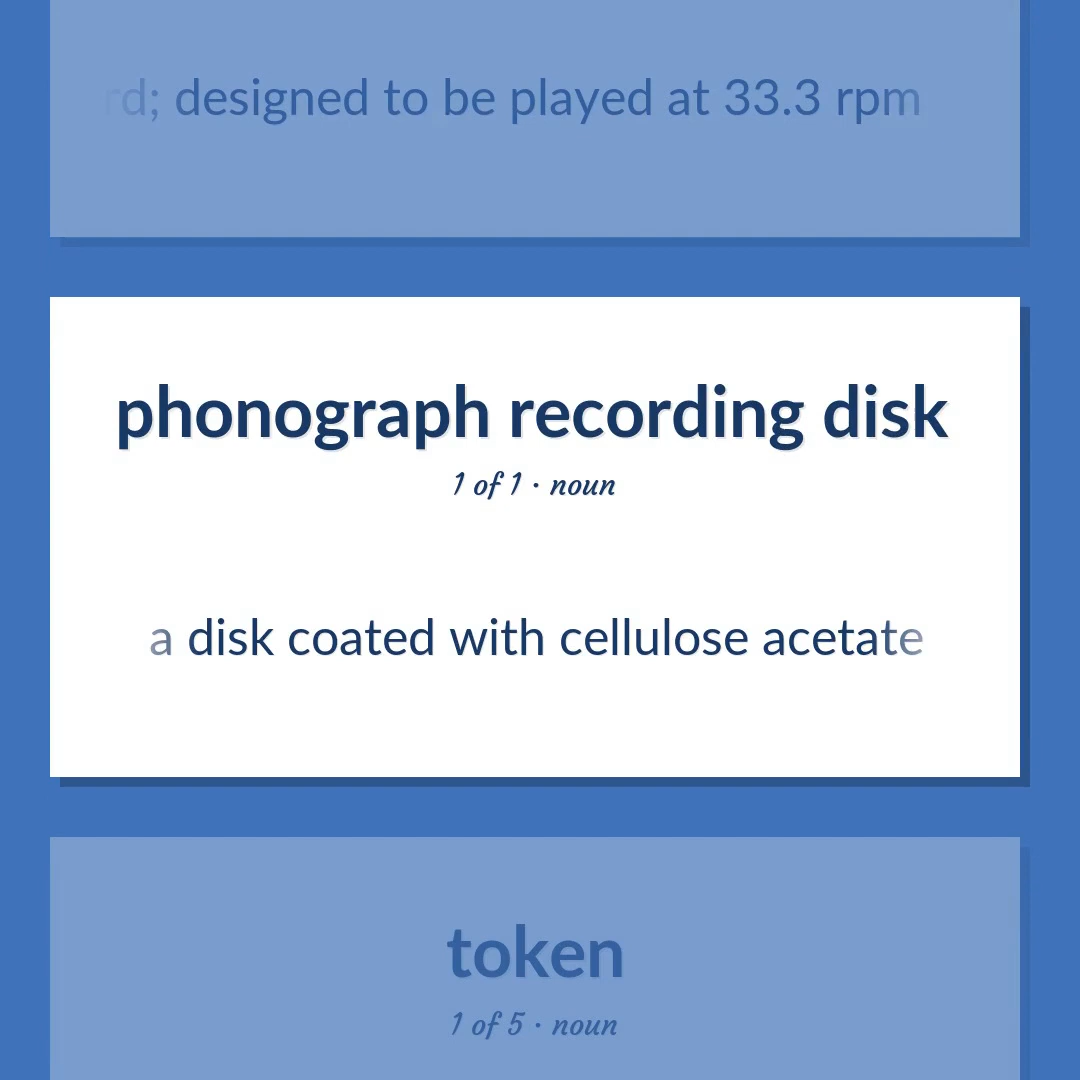 rd; designed to be played at 33.3 rpm
phonograph recording disk
1 of 1 · noun
a disk coated with cellulose acetate
token
1 of 5 · noun